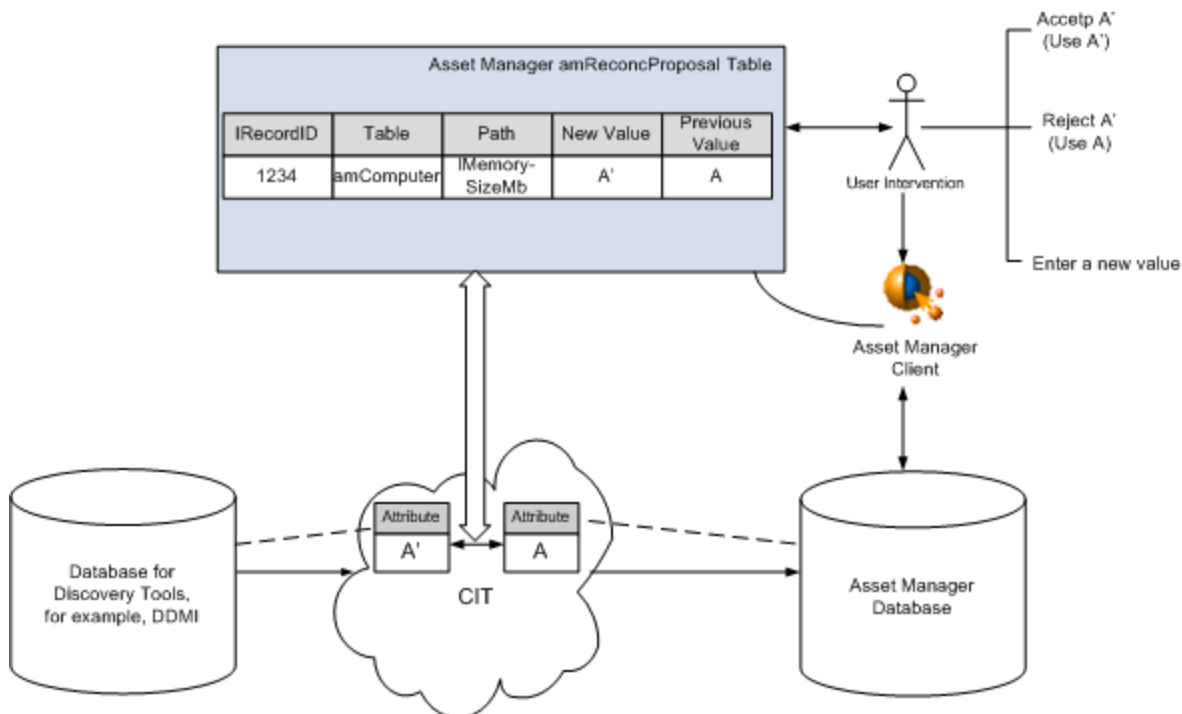 Accetp A'
(Use A')
Asset Manager amReconcProposal Table
IRecordID Table Path New Value Previous Value
1234 amComputer IMemory-SizeMb A' A
Reject A'
(Use A)
User Intervention
Enter a new value
Asset Manager
Client
Attribute Attribute
A' A
CIT
Database for
Discovery Tools,
for example, DDMI
Asset Manager
Database